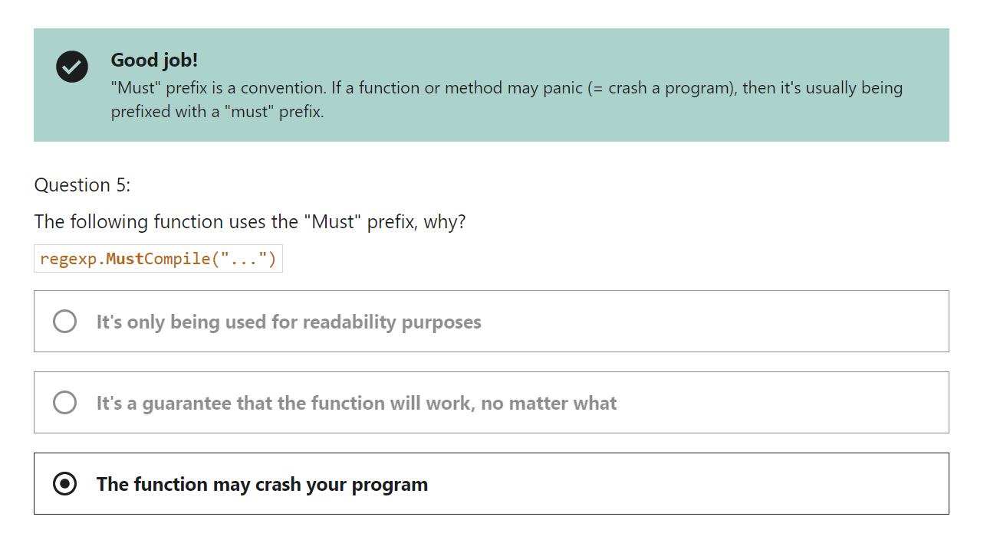 Good job!
"Must" prefix is a convention. If a function or method may panic (= crash a program), then it's usually being
prefixed with a "must" prefix.
Question 5:
The following function uses the "Must" prefix, why?
regexp.MustCompile("...")
It's only being used for readability purposes
It's a guarantee that the function will work, no matter what
The function may crash your program